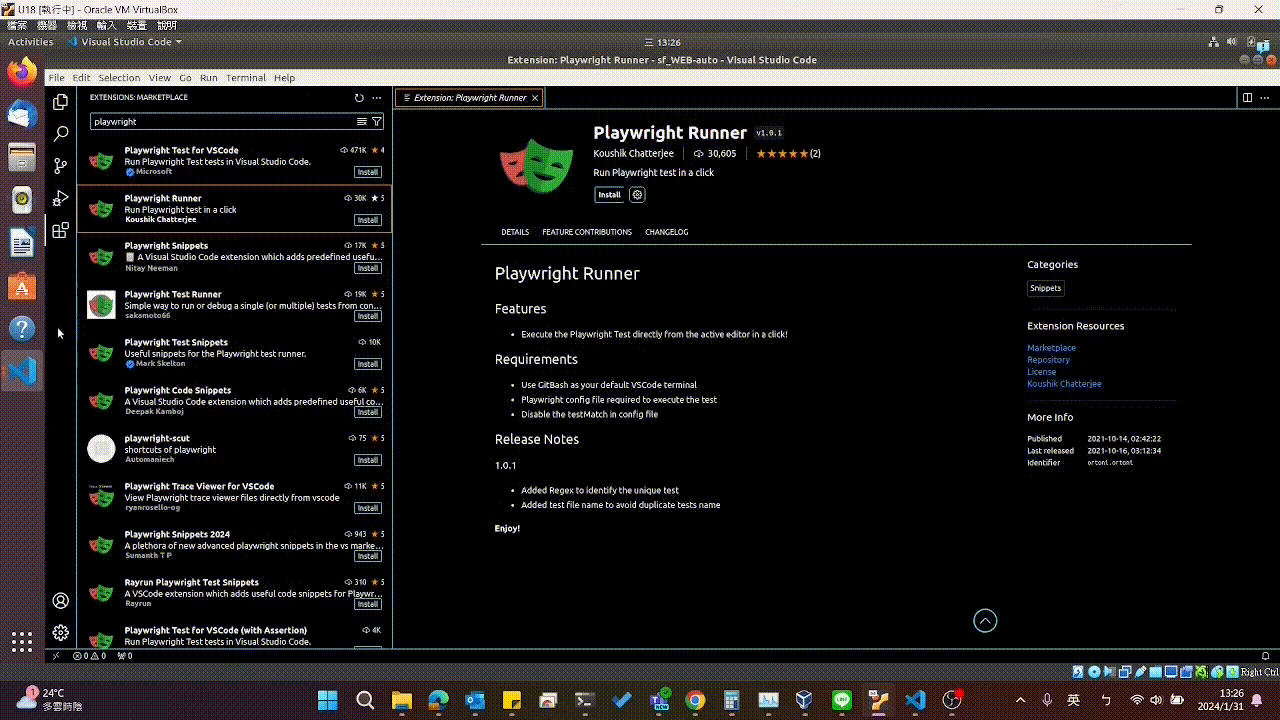 U18 [執行中] - Oracle VM VirtualBox
檔案 機器 檢視 輸入 裝置 說明
Activities Visual Studio Code 三 13:26
Extension: Playwright Runner - sf_WEB-auto - Visual Studio Code
File Edit Selection View Go Run Terminal Help
EXTENSIONS: MARKETPLACE
playwright
Playwright Test for VSCode 471K 4
Run Playwright Test tests in Visual Studio Code.
Microsoft Install
Playwright Runner 30K 5
Run Playwright test in a click
Koushik Chatterjee Install
Playwright Snippets 17K 5
A Visual Studio Code extension which adds predefined usefu...
Nitay Neeman Install
Playwright Test Runner 19K 5
Simple way to run or debug a single (or multiple) tests from con...
sakamoto66 Install
Playwright Test Snippets 10K
Useful snippets for the Playwright test runner.
Mark Skelton Install
Playwright Code Snippets 6K 5
A Visual Studio Code extension which adds predefined useful co...
Deepak Kamboj Install
playwright-scut 75 5
shortcuts of playwright
Automaniech Install
Playwright Trace Viewer for VSCode 11K 5
View Playwright trace viewer files directly from vscode
ryanrosello-og Install
Playwright Snippets 2024 943 5
A plethora of new advanced playwright snippets in the vs marke...
Sumanth T P Install
Rayrun Playwright Test Snippets 310 5
A VSCode extension which adds useful code snippets for Playwr...
Rayrun Install
Playwright Test for VSCode (with Assertion) 4K
Run Playwright Test tests in Visual Studio Code.
Extension: Playwright Runner
Playwright Runner v1.0.1
Koushik Chatterjee 30,605 ★★★★★(2)
Run Playwright test in a click
Install
DETAILS FEATURE CONTRIBUTIONS CHANGELOG
Playwright Runner
Features
• Execute the Playwright Test directly from the active editor in a click!
Requirements
• Use GitBash as your default VSCode terminal
• Playwright config file required to execute the test
• Disable the testMatch in config file
Release Notes
1.0.1
• Added Regex to identify the unique test
• Added test file name to avoid duplicate tests name
Enjoy!
Categories
Snippets
Extension Resources
Marketplace
Repository
License
Koushik Chatterjee
More Info
Published 2021-10-14, 02:42:22
Last released 2021-10-16, 03:12:34
Identifier ortoni.ortoni
0 0 0
Right Ctrl
1 24°C
多雲時陰
NEW
英
13:26
2024/1/31